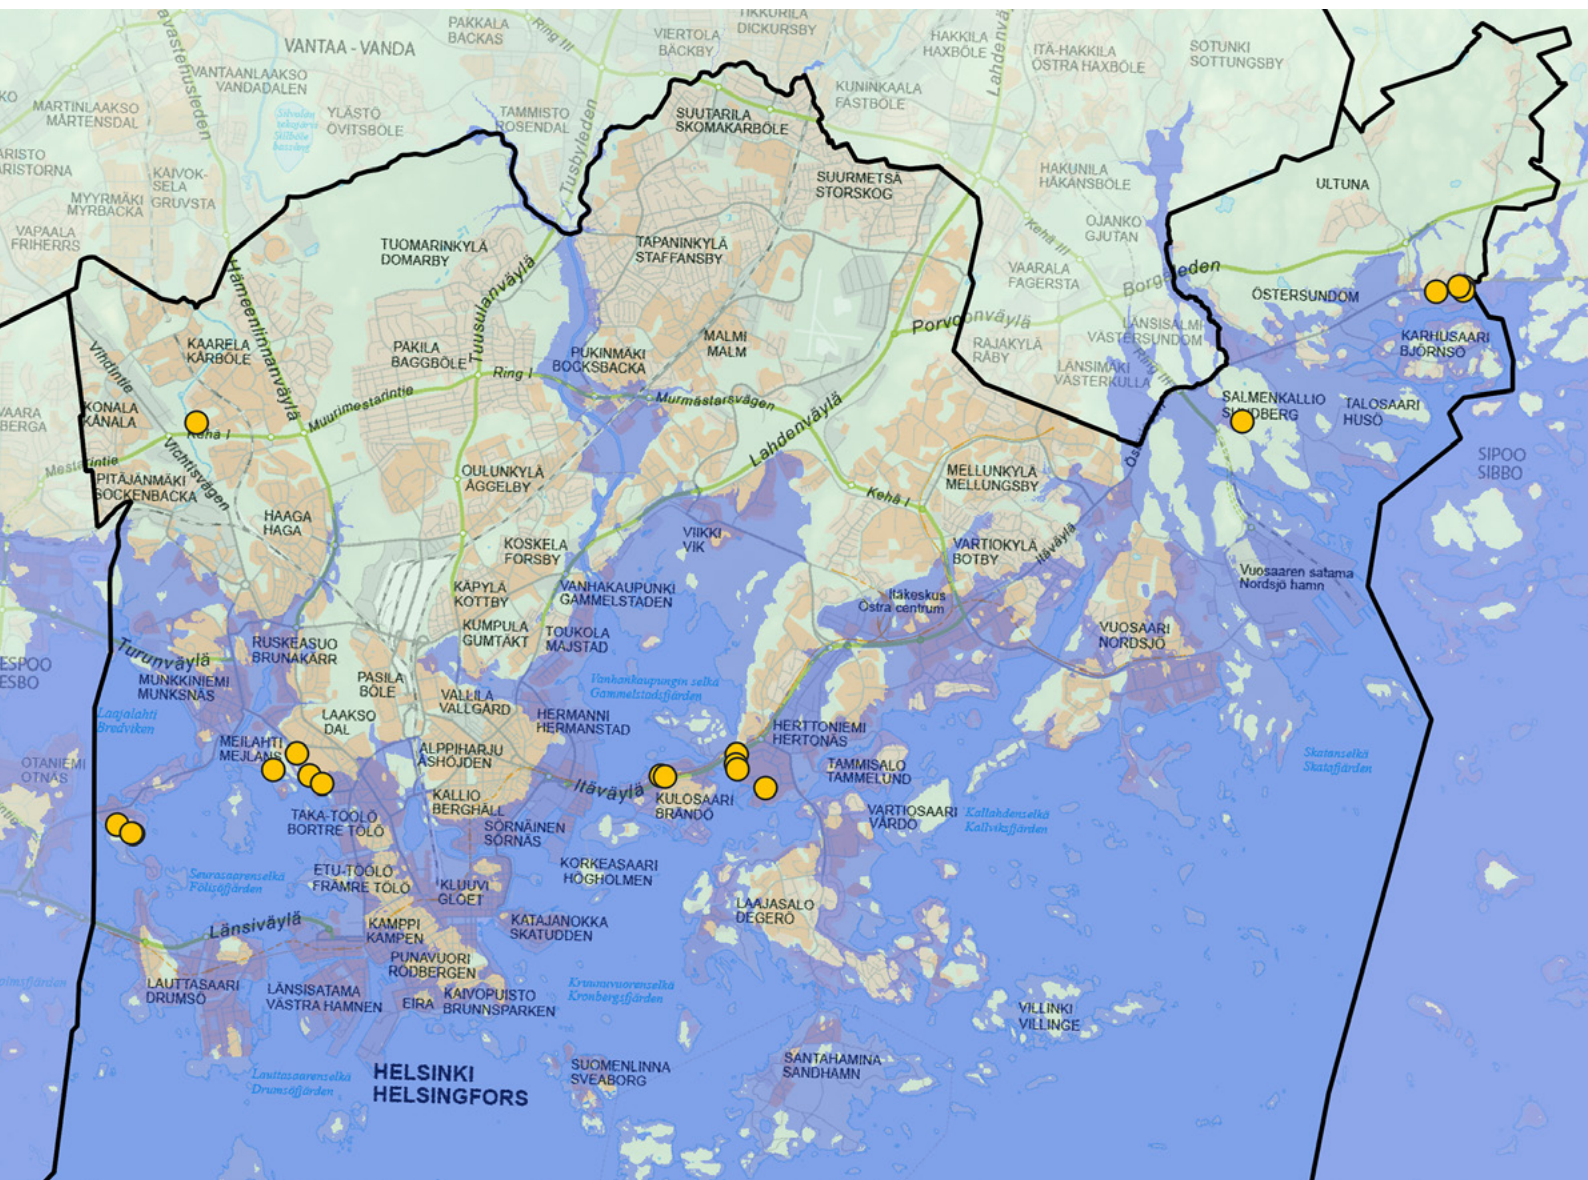 PAKKALA
BACKAS
Ring III
VIERTOLA
BÄCKBY
TIKKURILA
DICKURSBY
HAKKILA
HAXBÖLE
ITÄ-HAKKILA
ÖSTRA HAXBÖLE
SOTUNKI
SOTTUNGSBY
VANTAA - VANDA
VANTAANLAAKSO
VANDADALEN
MARTINLAAKSO
MÅRTENSDAL
YLÄSTÖ
ÖVITSBÖLE
TAMMISTO
ROSENDAL
Tusbyleden
KUNINKAALA
FASTBÖLE
SUUTARILA
SKOMAKARBÖLE
KAIVOK-
SELA
GRUVSTA
MYYRMÄKI
MYRBACKA
VAPAALA
FRIHERRS
SUURMETSÄ
STORSKOG
HAKUNILA
HÅKANSBÖLE
ULTUNA
OJANKO
GJUTAN
Kehä III
TUOMARINKYLÄ
DOMARBY
TAPANINKYLÄ
STAFFANSBY
VAARALA
FAGERSTA
Borgåleden
ÖSTERSUNDOM
Hämeenlinnanväylä
Tuusulanväylä
Porvoonväylä
LÄNSISALMI
VÄSTERSUNDOM
RAJAKYLÄ
RÅBY
KARHUSAARI
BJÖRNSÖ
Vihdintie
KAARELA
KÅRBÖLE
PAKILA
BAGGBÖLE
Ring I
PUKINMÄKI
BOCKSBACKA
MALMI
MALM
LÄNSIMÄKI
VÄSTERKULLA
Ring III
KONALA
KÅNALA
Kehä I
Muurimestarintie
Murmästarsvägen
Lahdenväylä
SALMENKALLIO
SUNDBERG
TALOSAARI
HUSÖ
SIPOO
SIBBO
Vichtisvägen
PITÄJÄNMÄKI
SOCKENBACKA
OULUNKYLÄ
ÅGGELBY
MELLUNKYLÄ
MELLUNGSBY
Kehä I
HAAGA
HAGA
VIIKKI
VIK
KOSKELA
FORSBY
VARTIOKYLÄ
BOTBY
Itäväylä
Vuosaaren satama
Nordsjö hamn
KÄPYLÄ
KOTTBY
VANHAKAUPUNKI
GAMMELSTADEN
Itäkeskus
Östra centrum
KUMPULA
GUMTÄKT
TOUKOLA
MAJSTAD
VUOSAARI
NORDSJÖ
ESPOO
ESBO
Turunväylä
RUSKEASUO
BRUNAKÄRR
MUNKKINIEMI
MUNKSNÄS
PASILA
BÖLE
VALLILA
VALLGÅRD
Vanhankaupungin selkä
Gammelstadsfjärden
Laajalahti
Bredviken
LAAKSO
DAL
HERMANNI
HERMANSTAD
HERTTONIEMI
HERTONÄS
MEILAHTI
MEJLANS
ALPPIHARJU
ÅSHÖJDEN
OTANIEMI
OTNÄS
TAMMISALO
TAMMELUND
Skatanselkä
Skatafjärden
Itäväylä
KALLIO
BERGHÄLL
KULOSAARI
BRÄNDÖ
TAKA-TÖÖLÖ
BORTRE TÖLÖ
SÖRNÄINEN
SÖRNÄS
VARTIOSAARI
VÅRDÖ
Kallahdenselkä
Kallviksfjärden
ETU-TÖÖLÖ
FRÄMRE TÖLÖ
KLUUVI
GLOET
KORKEASAARI
HÖGHOLMEN
Seurasaarenselkä
Fölisöfjärden
LAAJASALO
DEGERÖ
Länsiväylä
KAMPPI
KAMPEN
KATAJANOKKA
SKATUDDEN
PUNAVUORI
RÖDBERGEN
LAUTTASAARI
DRUMSÖ
LÄNSISATAMA
VÄSTRA HAMNEN
EIRA
KAIVOPUISTO
BRUNNSPARKEN
Kruunuvuorenselkä
Kronbergsfjärden
VILLINKI
VILLINGE
SUOMENLINNA
SVEABORG
SANTAHAMINA
SANDHAMN
HELSINKI
HELSINGFORS
Lauttasaarenselkä
Drumsöfjärden